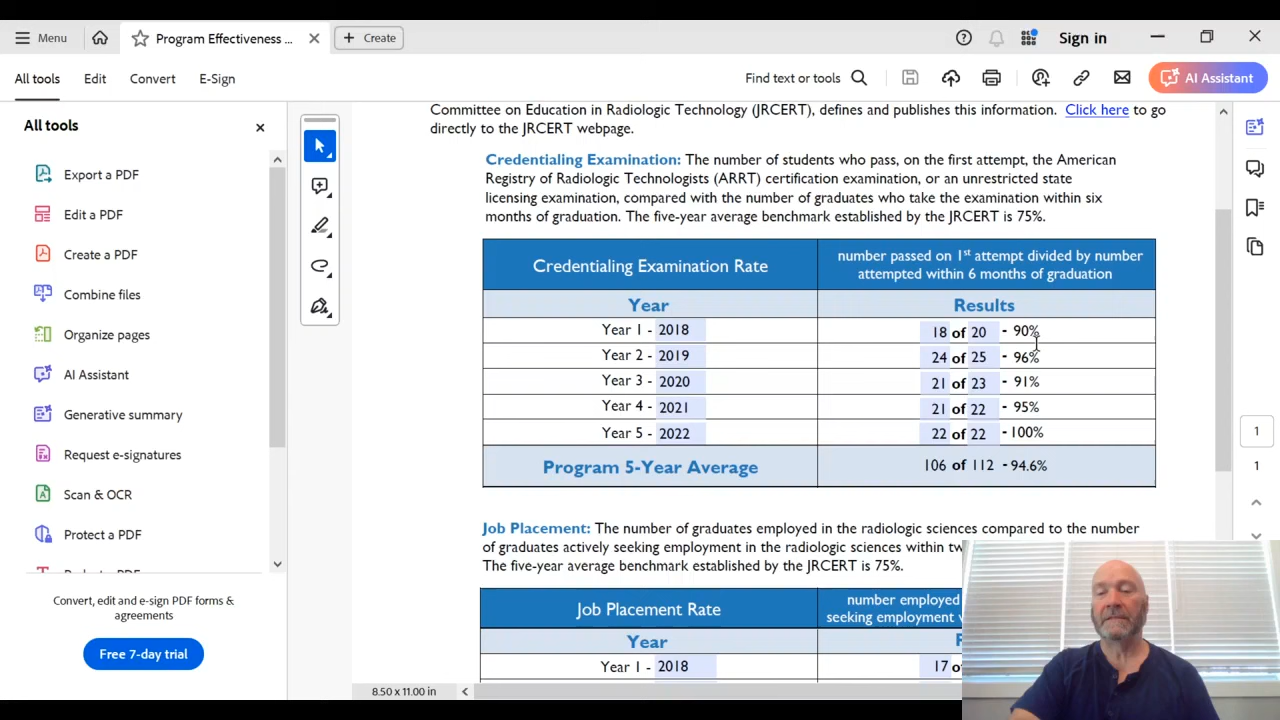 Menu
Program Effectiveness ...
Create
Sign in
All tools
Edit
Convert
E-Sign
Find text or tools
AI Assistant
All tools
Export a PDF
Edit a PDF
Create a PDF
Combine files
Organize pages
AI Assistant
Generative summary
Request e-signatures
Scan & OCR
Protect a PDF
Convert, edit and e-sign PDF forms &
agreements
Free 7-day trial
Committee on Education in Radiologic Technology (JRCERT), defines and publishes this information. Click here to go
directly to the JRCERT webpage.
Credentialing Examination: The number of students who pass, on the first attempt, the American
Registry of Radiologic Technologists (ARRT) certification examination, or an unrestricted state
licensing examination, compared with the number of graduates who take the examination within six
months of graduation. The five-year average benchmark established by the JRCERT is 75%.
Credentialing Examination Rate
number passed on 1st attempt divided by number
attempted within 6 months of graduation
Year Results
Year 1 - 2018 18 of 20 - 90%
Year 2 - 2019 24 of 25 - 96%
Year 3 - 2020 21 of 23 - 91%
Year 4 - 2021 21 of 22 - 95%
Year 5 - 2022 22 of 22 -100%
Program 5-Year Average 106 of 112 - 94.6%
Job Placement: The number of graduates employed in the radiologic sciences compared to the number
of graduates actively seeking employment in the radiologic sciences within
The five-year average benchmark established by the JRCERT is 75%.
Job Placement Rate
number employed
seeking employment
Year
Year 1 - 2018 17
8.50 x 11.00 in
1
1